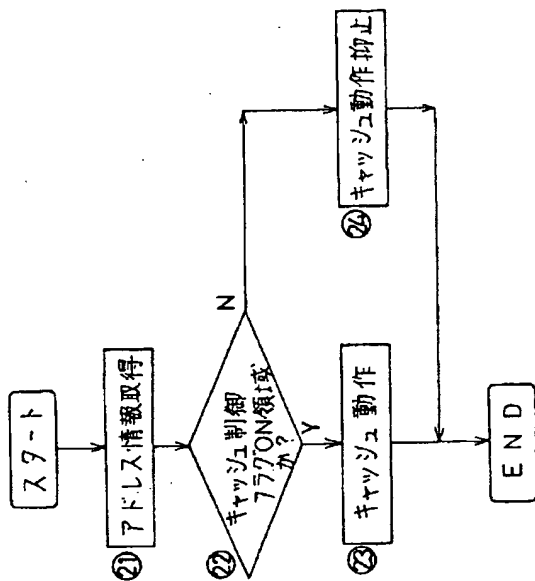 スタート
㉑
アドレス情報取得
㉒
キャッシュ制御
フラグON領域
か?
N
Y
㉓
キャッシュ動作
㉔
キャッシュ動作抑止
END